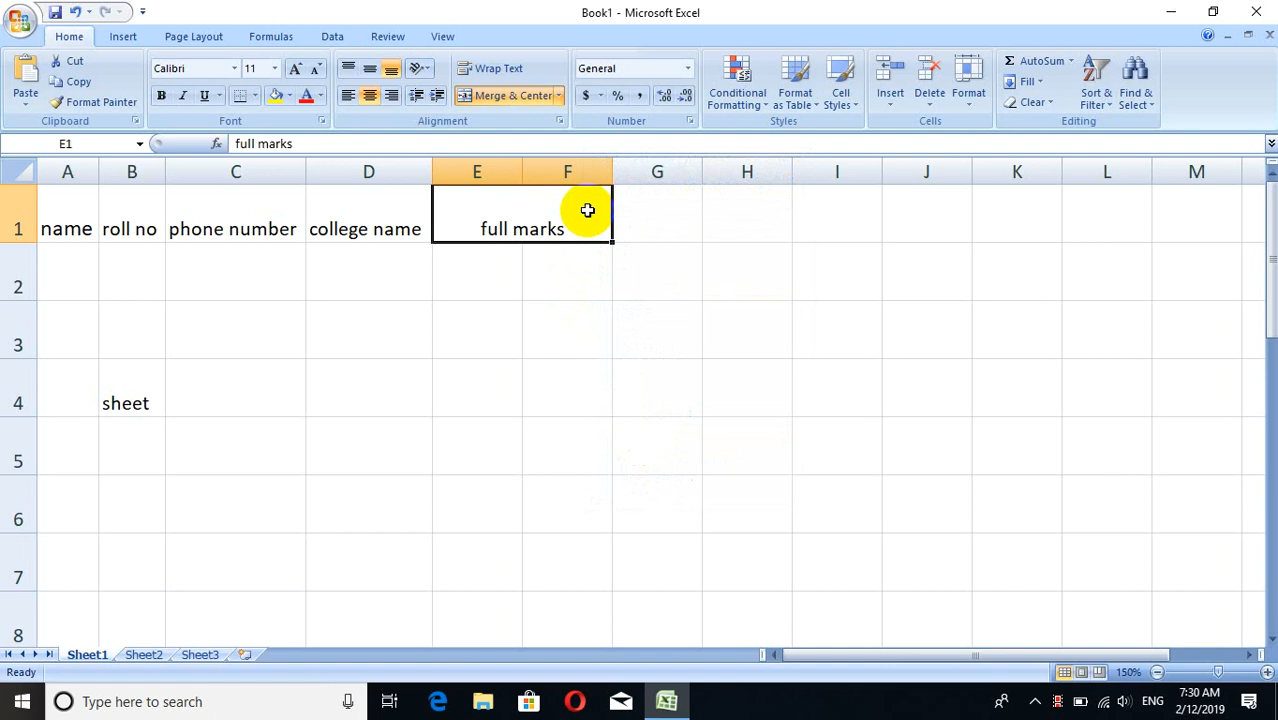 Book1 - Microsoft Excel
Home Insert Page Layout Formulas Data Review View
Paste
Cut
Copy
Format Painter
Clipboard
Calibri 11
B I U
Font
Wrap Text
Merge & Center
Alignment
General
$ % ,
Number
Conditional Formatting
Format as Table
Cell Styles
Styles
Insert
Delete
Format
Cells
Σ AutoSum
Fill
Clear
Sort & Filter
Find & Select
Editing
E1 fx full marks
A B C D E F G H I J K L M
1 name roll no phone number college name full marks
2
3
4 sheet
5
6
7
8
Sheet1 Sheet2 Sheet3
Ready 150%
Type here to search
ENG
7:30 AM
2/12/2019